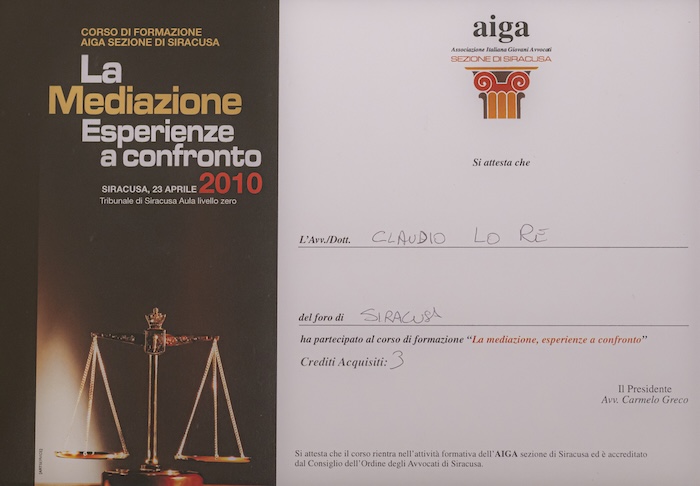 CORSO DI FORMAZIONE
AIGA SEZIONE DI SIRACUSA
La
Mediazione
Esperienze
a confronto
SIRACUSA, 23 APRILE 2010
Tribunale di Siracusa Aula livello zero
aiga
Associazione Italiana Giovani Avvocati
SEZIONE DI SIRACUSA
Si attesta che
L'Avv./Dott. CLAUDIO LO RE
del foro di SIRACUSA
ha partecipato al corso di formazione “La mediazione, esperienze a confronto”
Crediti Acquisiti: 3
Il Presidente
Avv. Carmelo Greco
Si attesta che il corso rientra nell'attività formativa dell'AIGA sezione di Siracusa ed è accreditato
dal Consiglio dell'Ordine degli Avvocati di Siracusa.